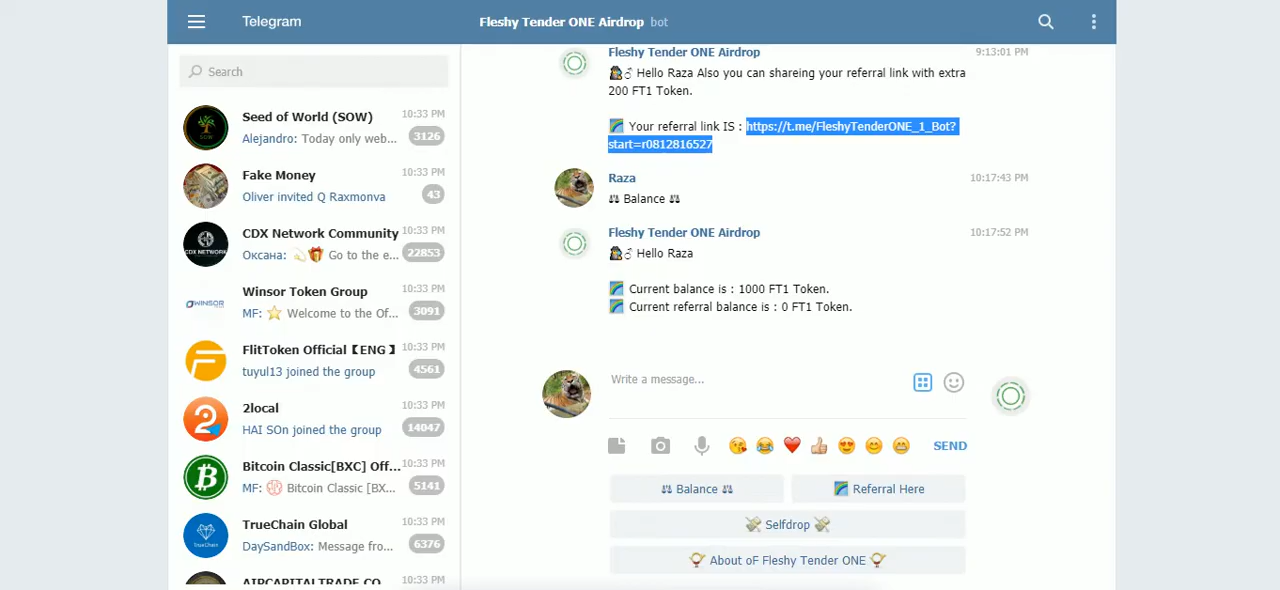 Telegram
Fleshy Tender ONE Airdrop bot
Search
Seed of World (SOW) 10:33 PM
Alejandro: Today only web... 3126
Fake Money 10:33 PM
Oliver invited Q Raxmonva 43
CDX Network Community 10:33 PM
Оксана: Go to the e... 22853
Winsor Token Group 10:33 PM
MF: Welcome to the Of... 3091
FlitToken Official【ENG】 10:33 PM
tuyul13 joined the group 4561
2local 10:33 PM
HAI SOn joined the group 14047
Bitcoin Classic[BXC] Off... 10:33 PM
MF: Bitcoin Classic [BX... 5141
TrueChain Global 10:33 PM
DaySandBox: Message fro... 6376
AIRCAPITALTRADE.CO 10:33 PM
SOW
CDX NETWORK
WINSOR
TrueChain
Fleshy Tender ONE Airdrop 9:13:01 PM
Hello Raza Also you can shareing your referral link with extra
200 FT1 Token.
Your referral link IS : https://t.me/FleshyTenderONE_1_Bot?
start=r0812816527
Raza 10:17:43 PM
⚖ Balance ⚖
Fleshy Tender ONE Airdrop 10:17:52 PM
Hello Raza
Current balance is : 1000 FT1 Token.
Current referral balance is : 0 FT1 Token.
Write a message...
SEND
⚖ Balance ⚖
Referral Here
Selfdrop
About oF Fleshy Tender ONE